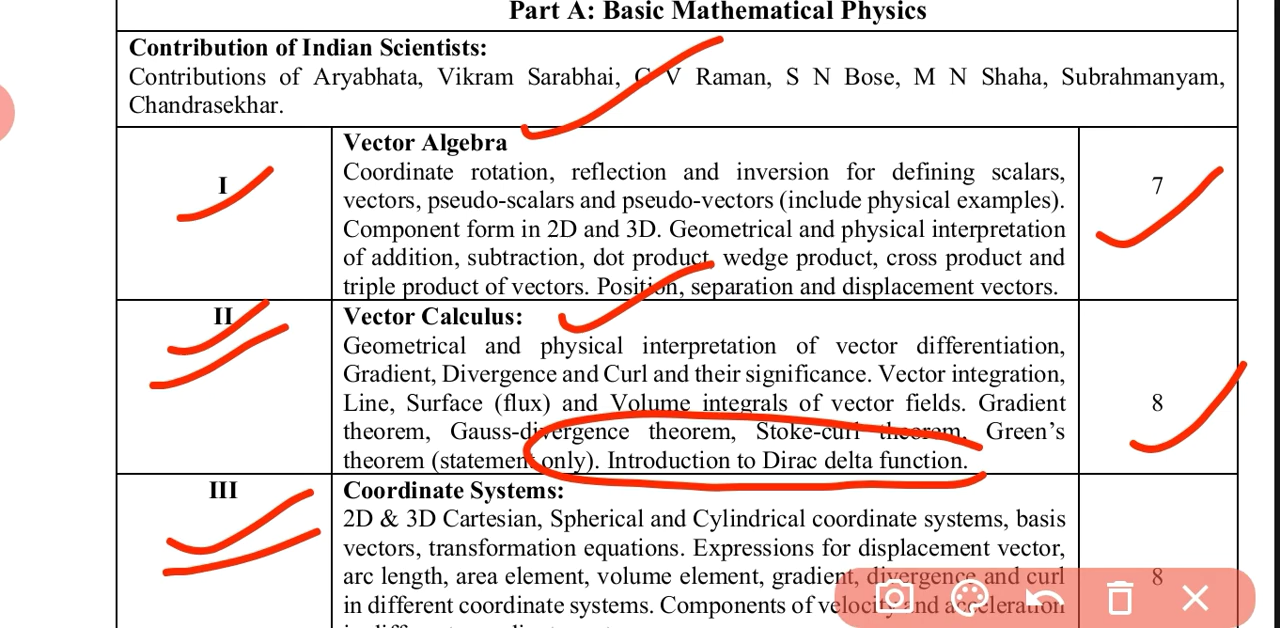 Part A: Basic Mathematical Physics
Contribution of Indian Scientists:
Contributions of Aryabhata, Vikram Sarabhai, C V Raman, S N Bose, M N Shaha, Subrahmanyam,
Chandrasekhar.
I
Vector Algebra
Coordinate rotation, reflection and inversion for defining scalars,
vectors, pseudo-scalars and pseudo-vectors (include physical examples).
Component form in 2D and 3D. Geometrical and physical interpretation
of addition, subtraction, dot product, wedge product, cross product and
triple product of vectors. Position, separation and displacement vectors.
7
II
Vector Calculus:
Geometrical and physical interpretation of vector differentiation,
Gradient, Divergence and Curl and their significance. Vector integration,
Line, Surface (flux) and Volume integrals of vector fields. Gradient
theorem, Gauss-divergence theorem, Stoke-curl theorem, Green's
theorem (statement only). Introduction to Dirac delta function.
8
III
Coordinate Systems:
2D & 3D Cartesian, Spherical and Cylindrical coordinate systems, basis
vectors, transformation equations. Expressions for displacement vector,
arc length, area element, volume element, gradient, divergence and curl
in different coordinate systems. Components of velocity and acceleration
8